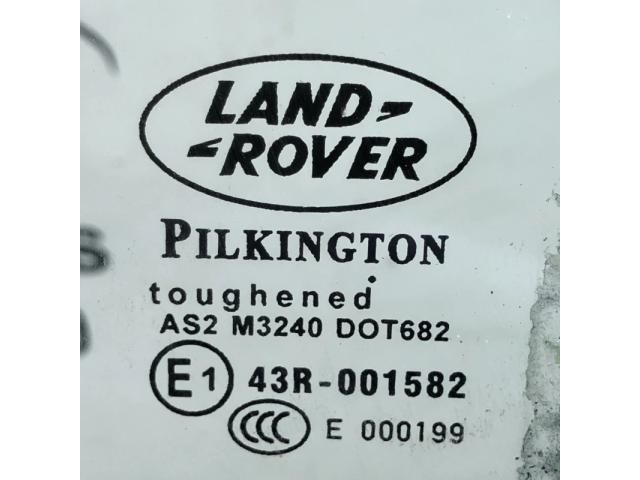 LAND
ROVER
PILKINGTON
toughened
AS2 M3240 DOT682
E1 43R-001582
CCC E 000199